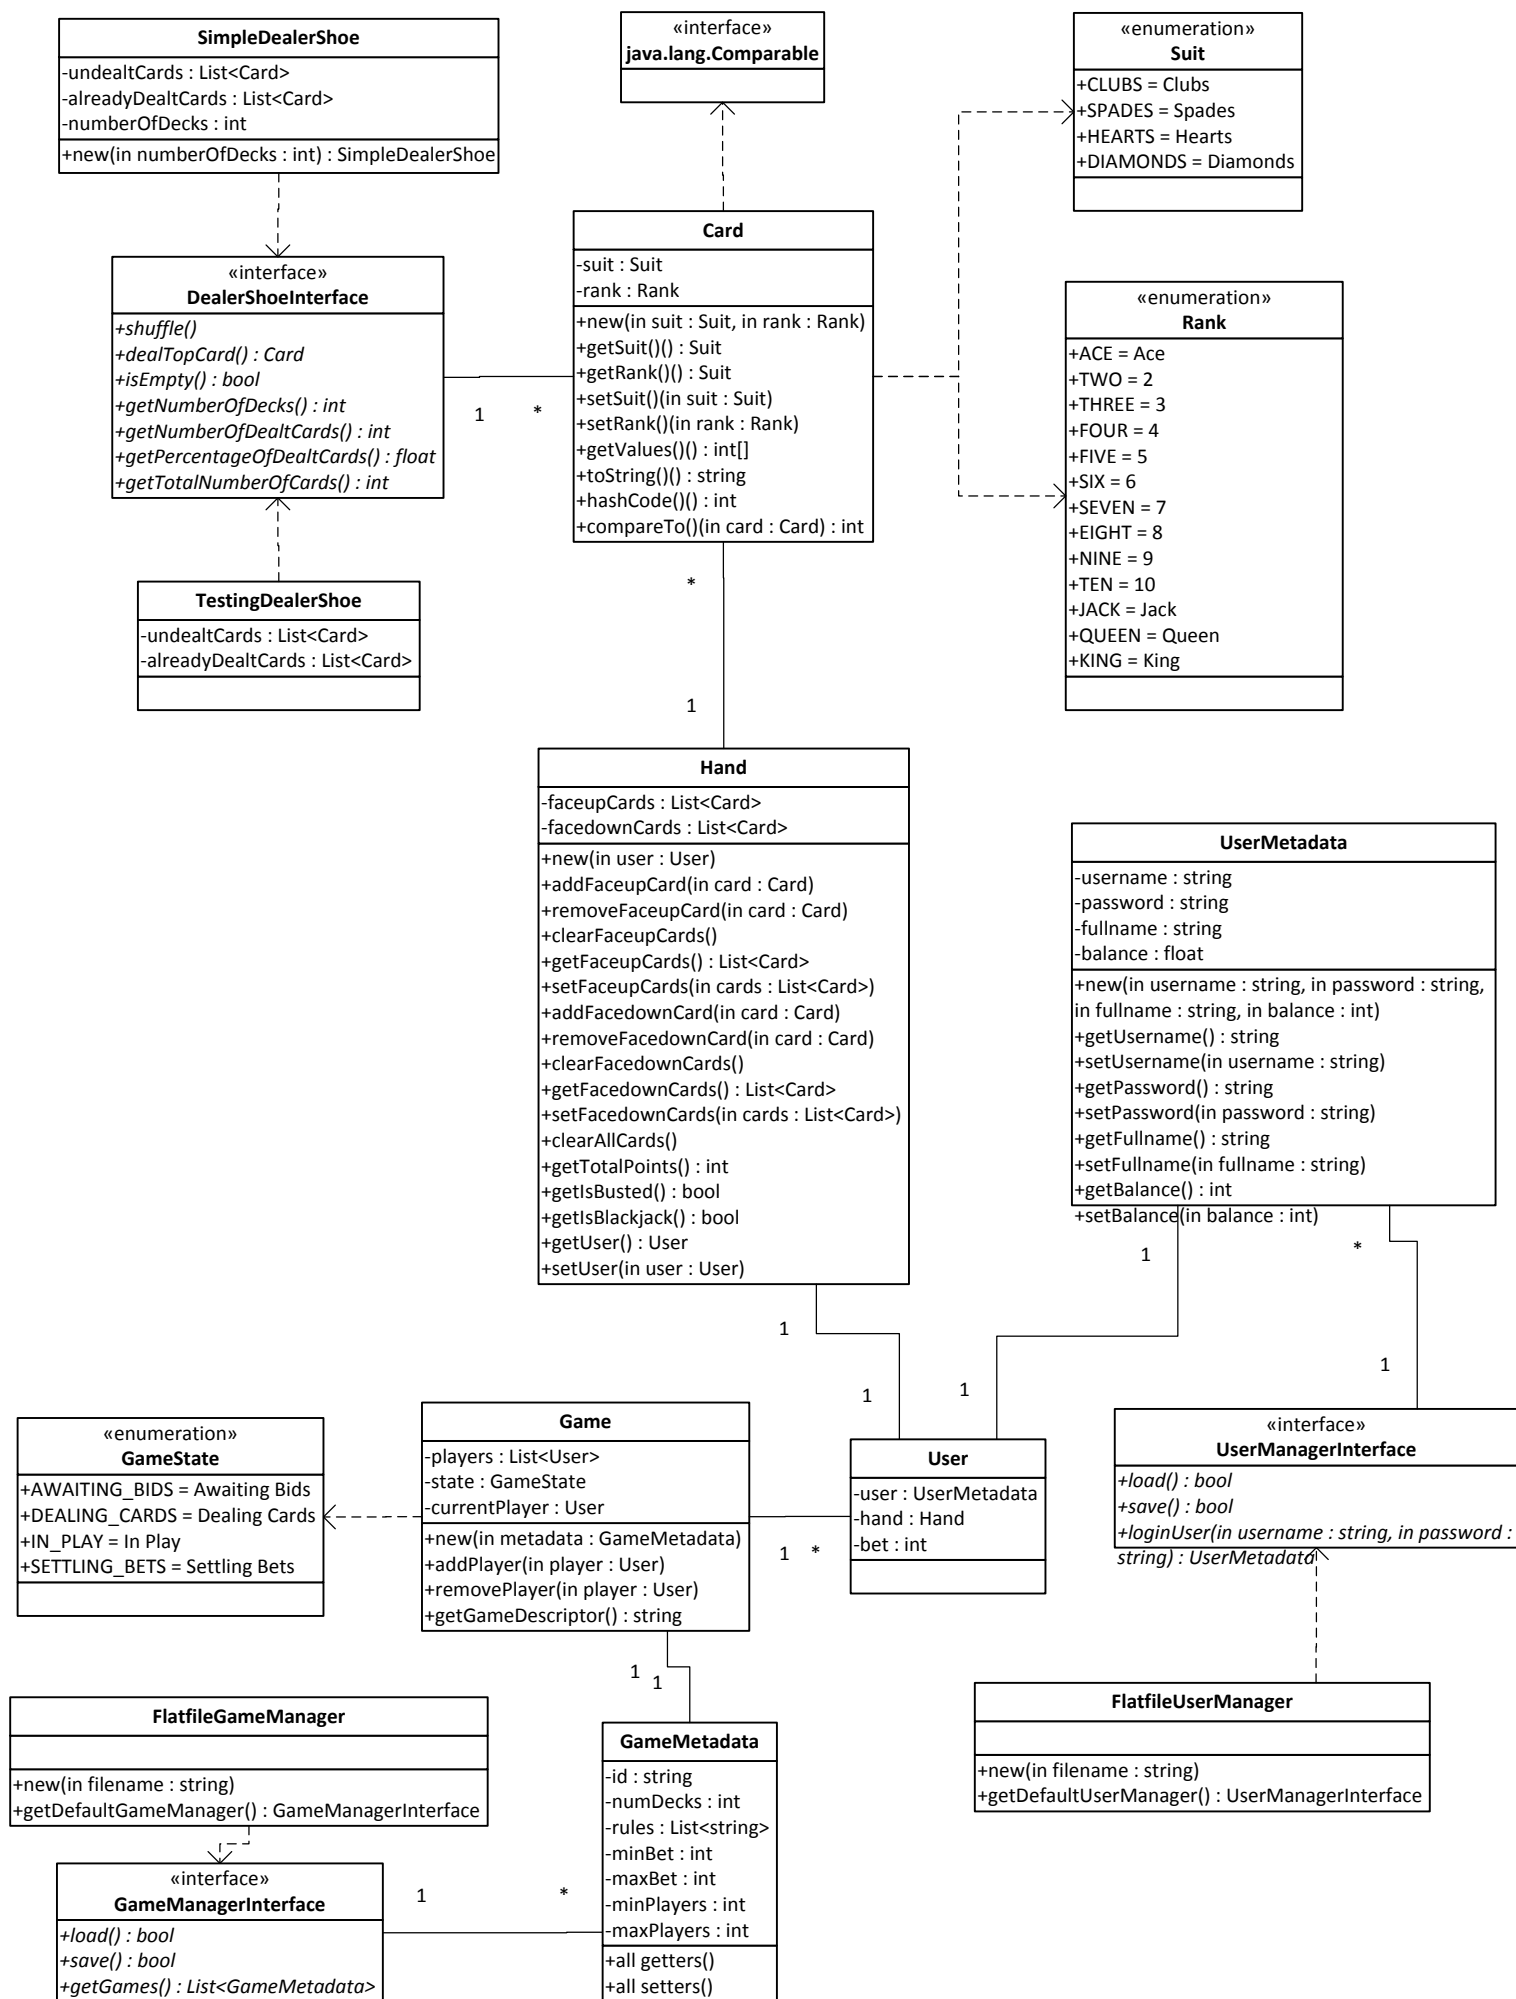 SimpleDealerShoe
-undealtCards : List<Card>
-alreadyDealtCards : List<Card>
-numberOfDecks : int
+new(in numberOfDecks : int) : SimpleDealerShoe
«interface»
java.lang.Comparable
«enumeration»
Suit
+CLUBS = Clubs
+SPADES = Spades
+HEARTS = Hearts
+DIAMONDS = Diamonds
«interface»
DealerShoeInterface
+shuffle()
+dealTopCard() : Card
+isEmpty() : bool
+getNumberOfDecks() : int
+getNumberOfDealtCards() : int
+getPercentageOfDealtCards() : float
+getTotalNumberOfCards() : int
1
*
Card
-suit : Suit
-rank : Rank
+new(in suit : Suit, in rank : Rank)
+getSuit()() : Suit
+getRank()() : Suit
+setSuit()(in suit : Suit)
+setRank()(in rank : Rank)
+getValues()() : int[]
+toString()() : string
+hashCode()() : int
+compareTo()(in card : Card) : int
«enumeration»
Rank
+ACE = Ace
+TWO = 2
+THREE = 3
+FOUR = 4
+FIVE = 5
+SIX = 6
+SEVEN = 7
+EIGHT = 8
+NINE = 9
+TEN = 10
+JACK = Jack
+QUEEN = Queen
+KING = King
TestingDealerShoe
-undealtCards : List<Card>
-alreadyDealtCards : List<Card>
*
1
Hand
-faceupCards : List<Card>
-facedownCards : List<Card>
+new(in user : User)
+addFaceupCard(in card : Card)
+removeFaceupCard(in card : Card)
+clearFaceupCards()
+getFaceupCards() : List<Card>
+setFaceupCards(in cards : List<Card>)
+addFacedownCard(in card : Card)
+removeFacedownCard(in card : Card)
+clearFacedownCards()
+getFacedownCards() : List<Card>
+setFacedownCards(in cards : List<Card>)
+clearAllCards()
+getTotalPoints() : int
+getIsBusted() : bool
+getIsBlackjack() : bool
+getUser() : User
+setUser(in user : User)
UserMetadata
-username : string
-password : string
-fullname : string
-balance : float
+new(in username : string, in password : string,
in fullname : string, in balance : int)
+getUsername() : string
+setUsername(in username : string)
+getPassword() : string
+setPassword(in password : string)
+getFullname() : string
+setFullname(in fullname : string)
+getBalance() : int
+setBalance(in balance : int)
1
*
1
1
1
1
«enumeration»
GameState
+AWAITING_BIDS = Awaiting Bids
+DEALING_CARDS = Dealing Cards
+IN_PLAY = In Play
+SETTLING_BETS = Settling Bets
Game
-players : List<User>
-state : GameState
-currentPlayer : User
+new(in metadata : GameMetadata)
+addPlayer(in player : User)
+removePlayer(in player : User)
+getGameDescriptor() : string
1
*
User
-user : UserMetadata
-hand : Hand
-bet : int
«interface»
UserManagerInterface
+load() : bool
+save() : bool
+loginUser(in username : string, in password :
string) : UserMetadata
1
1
FlatfileGameManager
+new(in filename : string)
+getDefaultGameManager() : GameManagerInterface
FlatfileUserManager
+new(in filename : string)
+getDefaultUserManager() : UserManagerInterface
GameMetadata
-id : string
-numDecks : int
-rules : List<string>
-minBet : int
-maxBet : int
-minPlayers : int
-maxPlayers : int
+all getters()
+all setters()
«interface»
GameManagerInterface
+load() : bool
+save() : bool
+getGames() : List<GameMetadata>
1
*